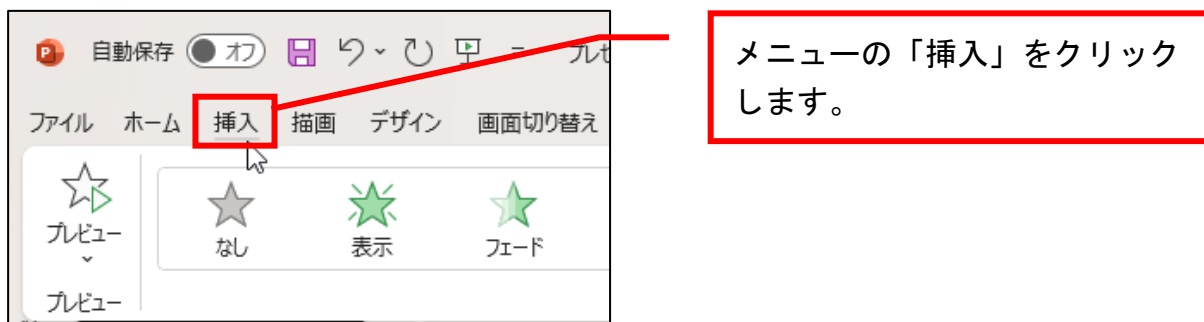 自動保存 オフ
ファイル ホーム 挿入 描画 デザイン 画面切り替え
プレビュー なし 表示 フェード
プレビュー
メニューの「挿入」をクリック
します。